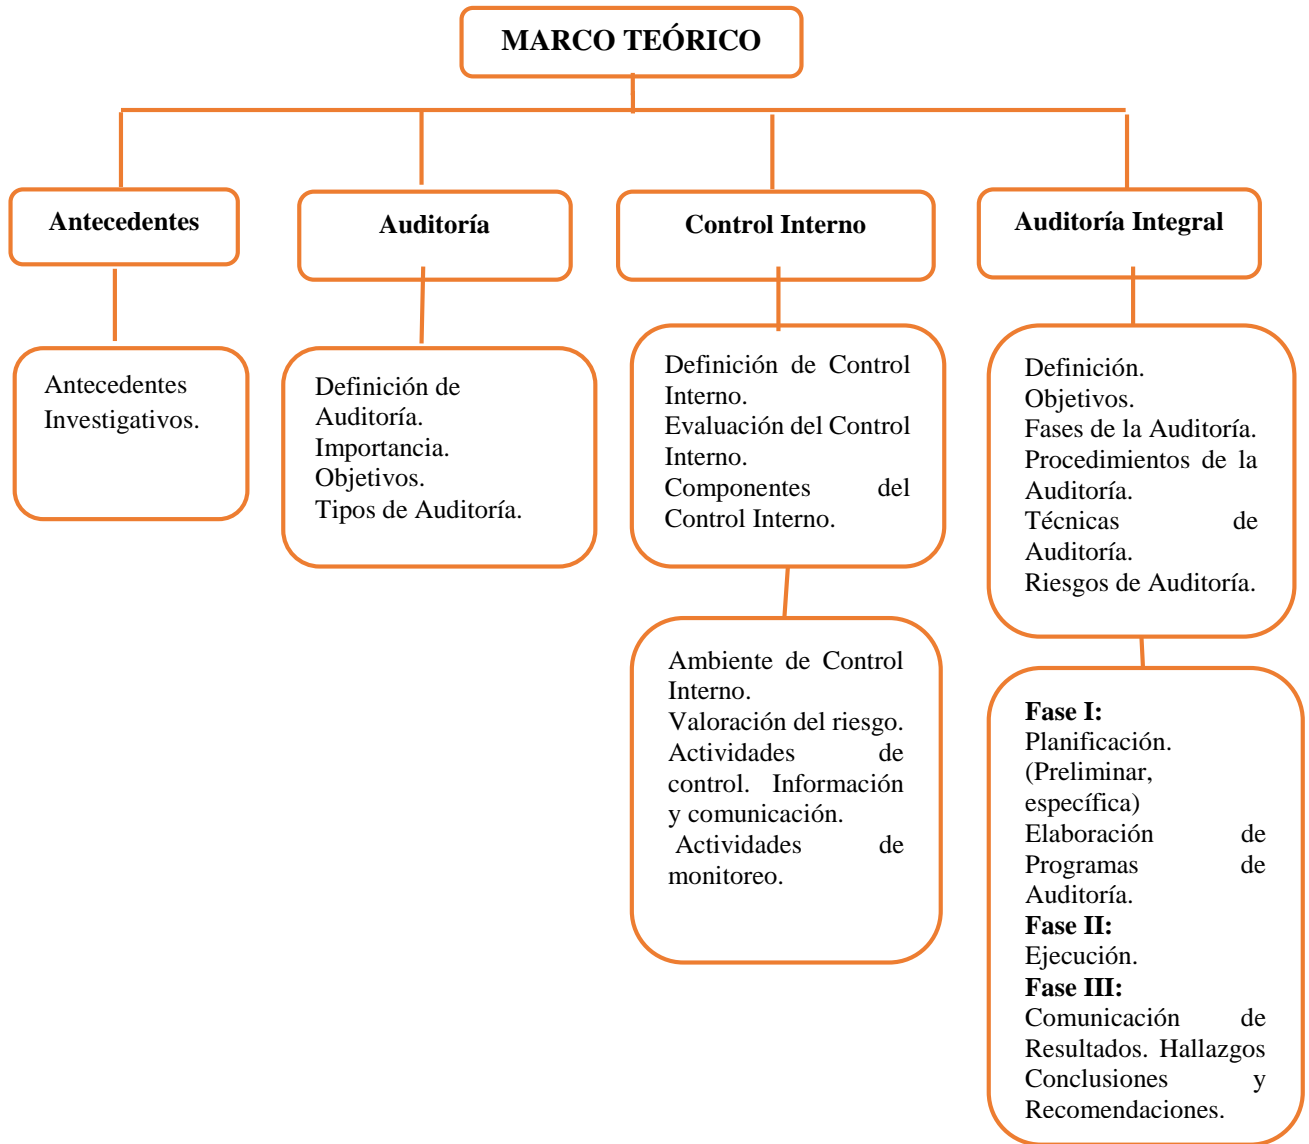 MARCO TEÓRICO
Antecedentes
Auditoría
Control Interno
Auditoría Integral
Antecedentes
Investigativos.
Definición de
Auditoría.
Importancia.
Objetivos.
Tipos de Auditoría.
Definición de Control
Interno.
Evaluación del Control
Interno.
Componentes del
Control Interno.
Definición.
Objetivos.
Fases de la Auditoría.
Procedimientos de la
Auditoría.
Técnicas de
Auditoría.
Riesgos de Auditoría.
Ambiente de Control
Interno.
Valoración del riesgo.
Actividades de
control. Información
y comunicación.
Actividades de
monitoreo.
Fase I:
Planificación.
(Preliminar,
específica)
Elaboración de
Programas de
Auditoría.
Fase II:
Ejecución.
Fase III:
Comunicación de
Resultados. Hallazgos
Conclusiones y
Recomendaciones.